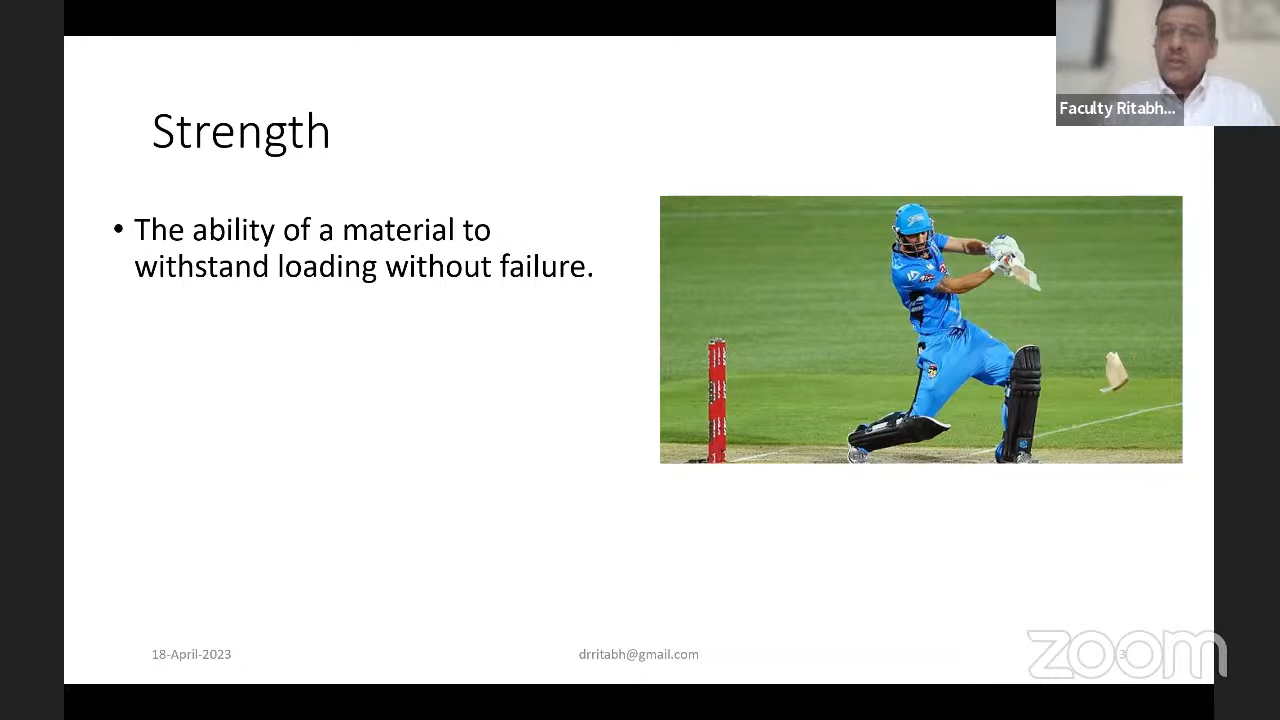 Faculty Ritabh...
Strength
• The ability of a material to
withstand loading without failure.
18-April-2023
drritabh@gmail.com
3
zoom